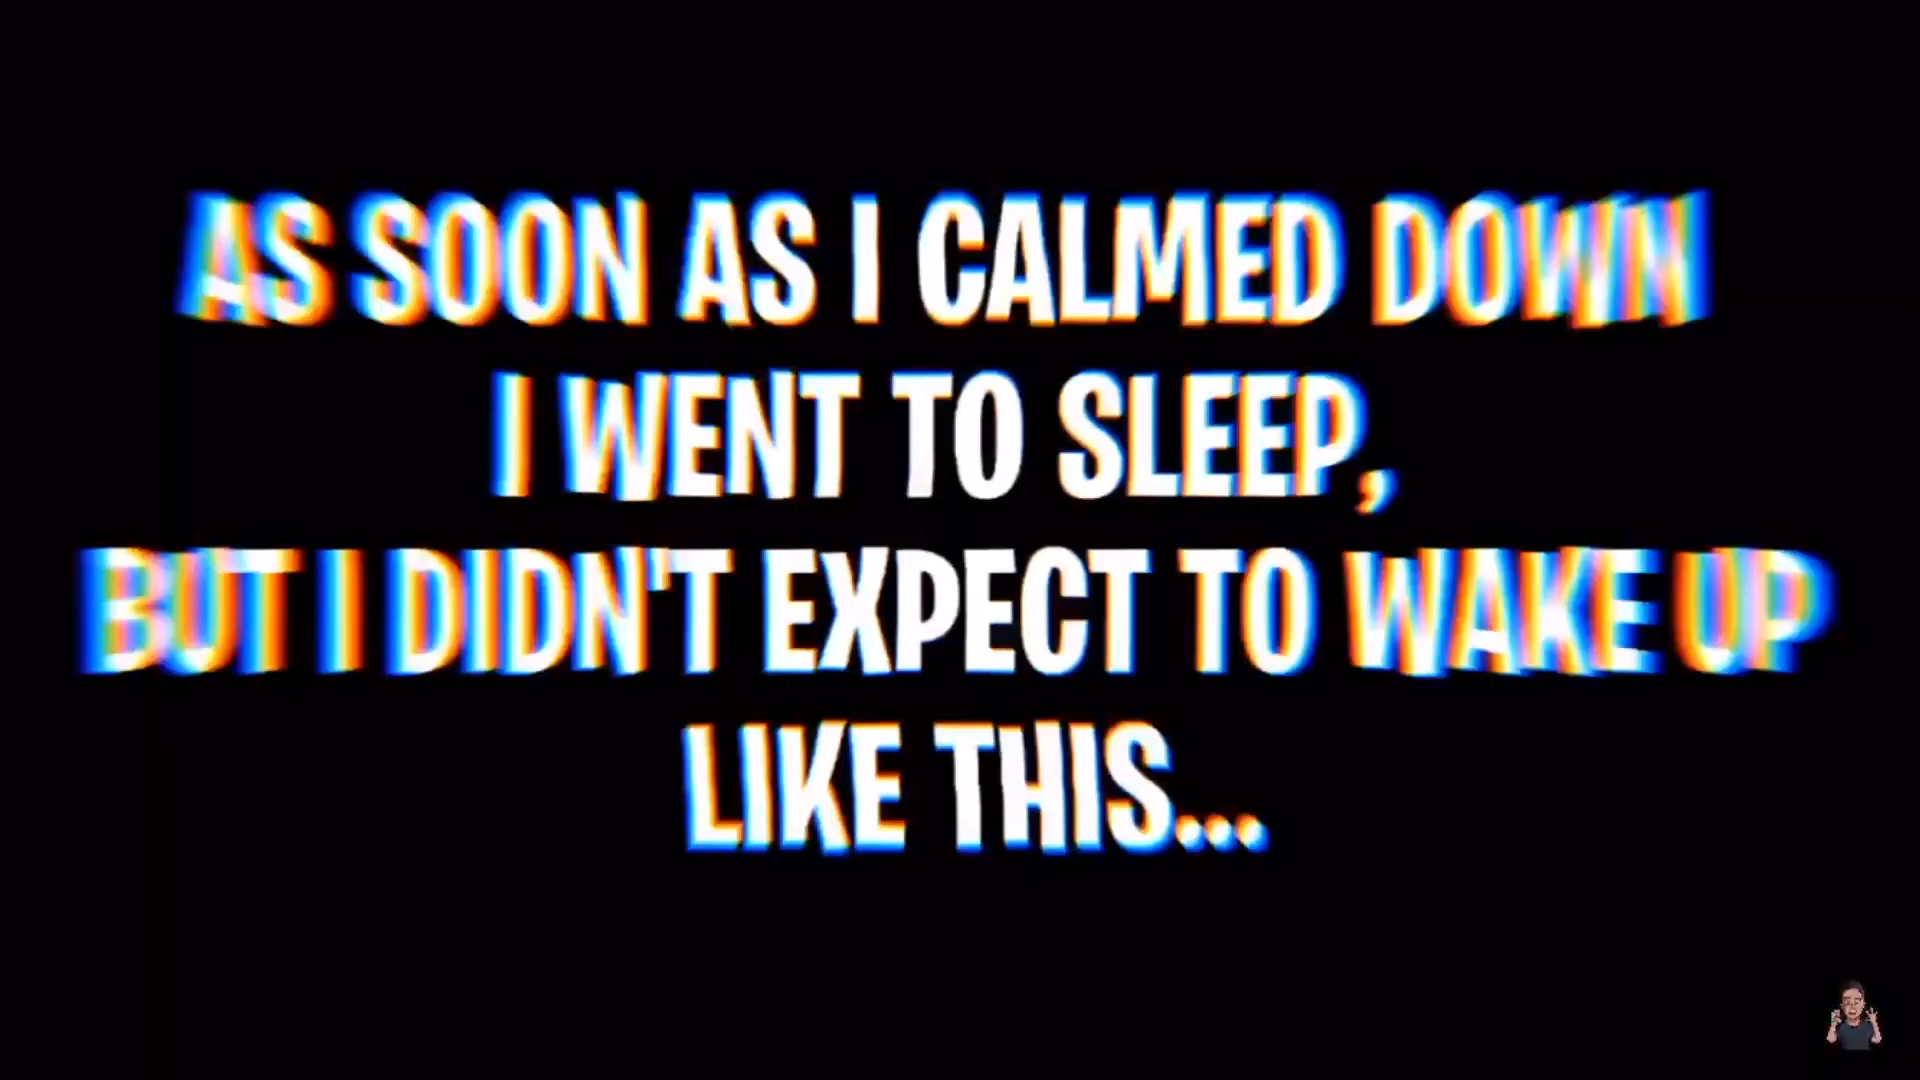 AS SOON AS I CALMED DOWN
I WENT TO SLEEP,
BUT I DIDN'T EXPECT TO WAKE UP
LIKE THIS...